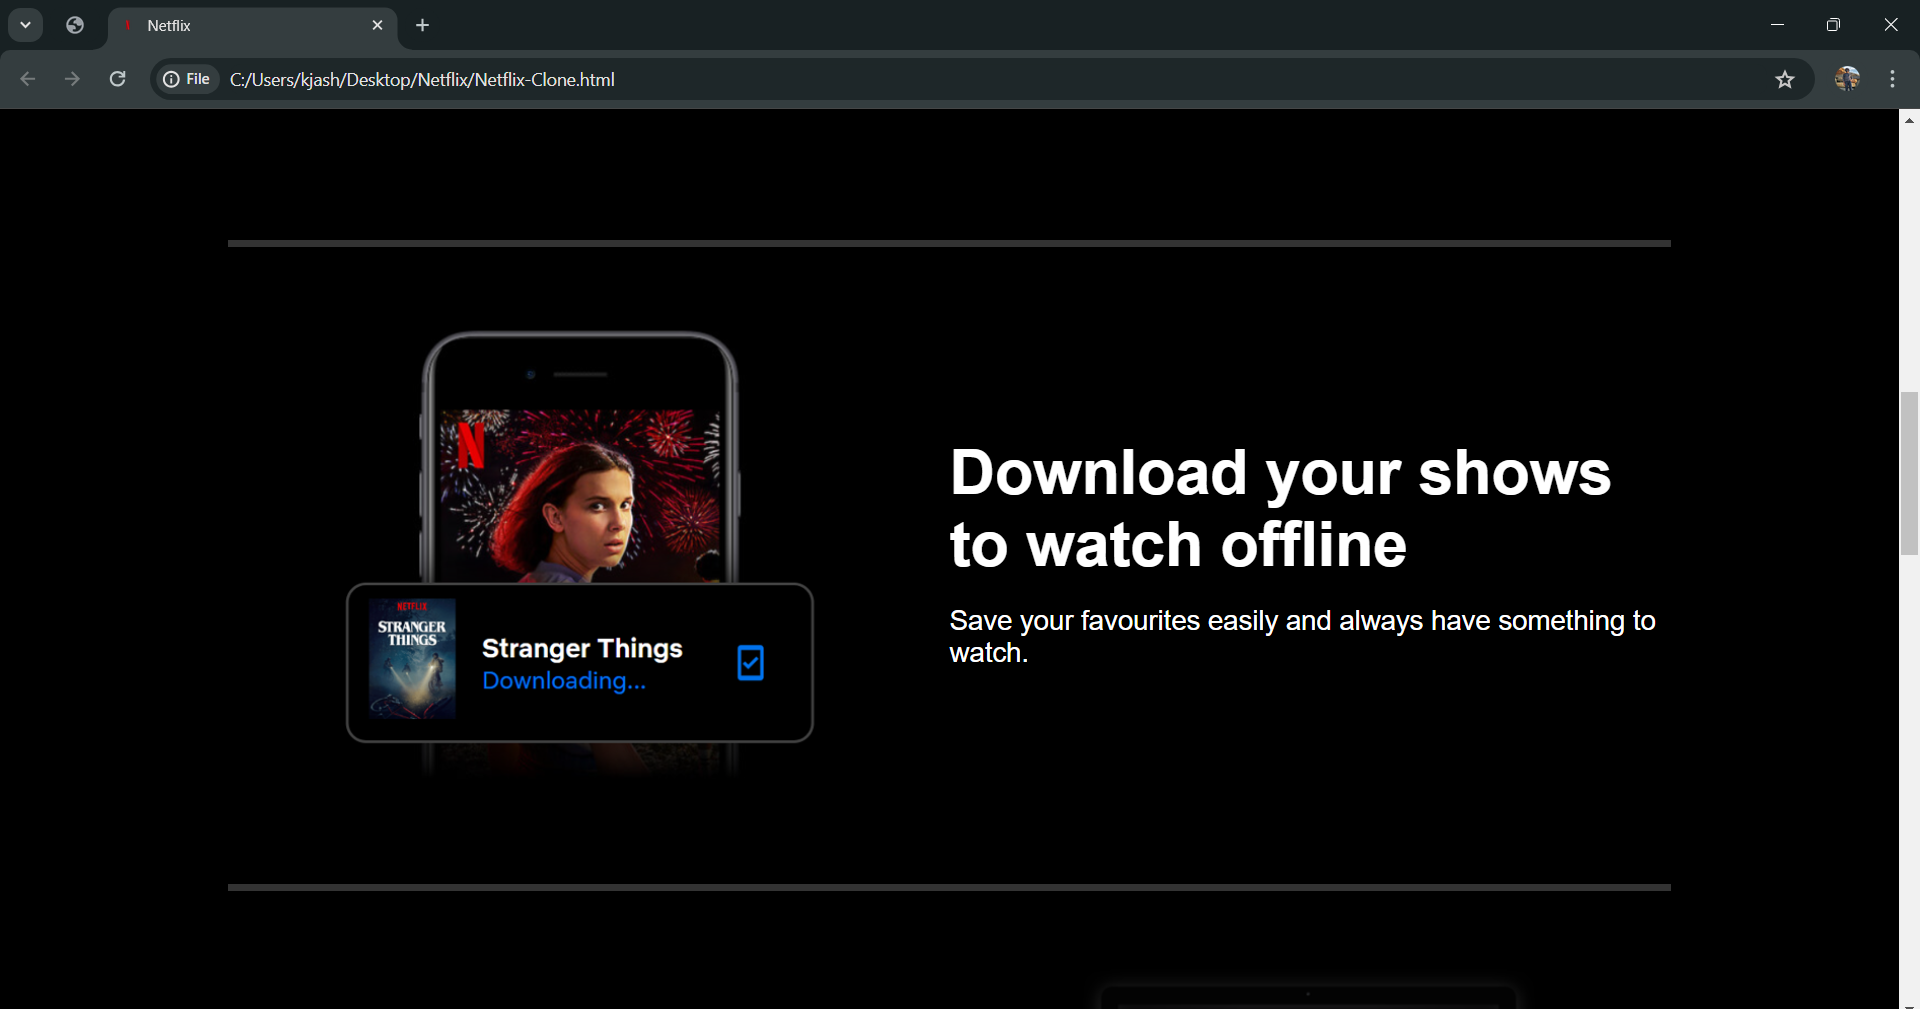 Netflix
File C:/Users/kjash/Desktop/Netflix/Netflix-Clone.html
N
NETFLIX
STRANGER
THINGS
Stranger Things
Downloading...
Download your shows
to watch offline
Save your favourites easily and always have something to
watch.